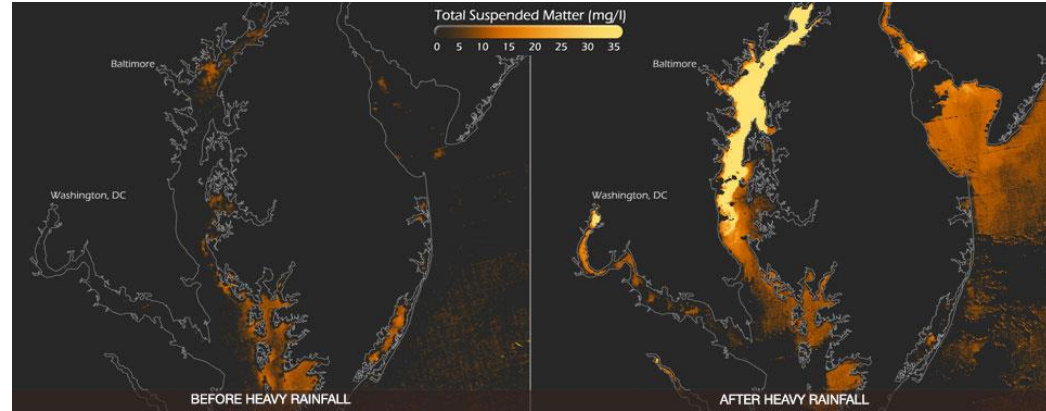 Total Suspended Matter (mg/l)
0 5 10 15 20 25 30 35
Baltimore
Washington, DC
BEFORE HEAVY RAINFALL
Baltimore
Washington, DC
AFTER HEAVY RAINFALL